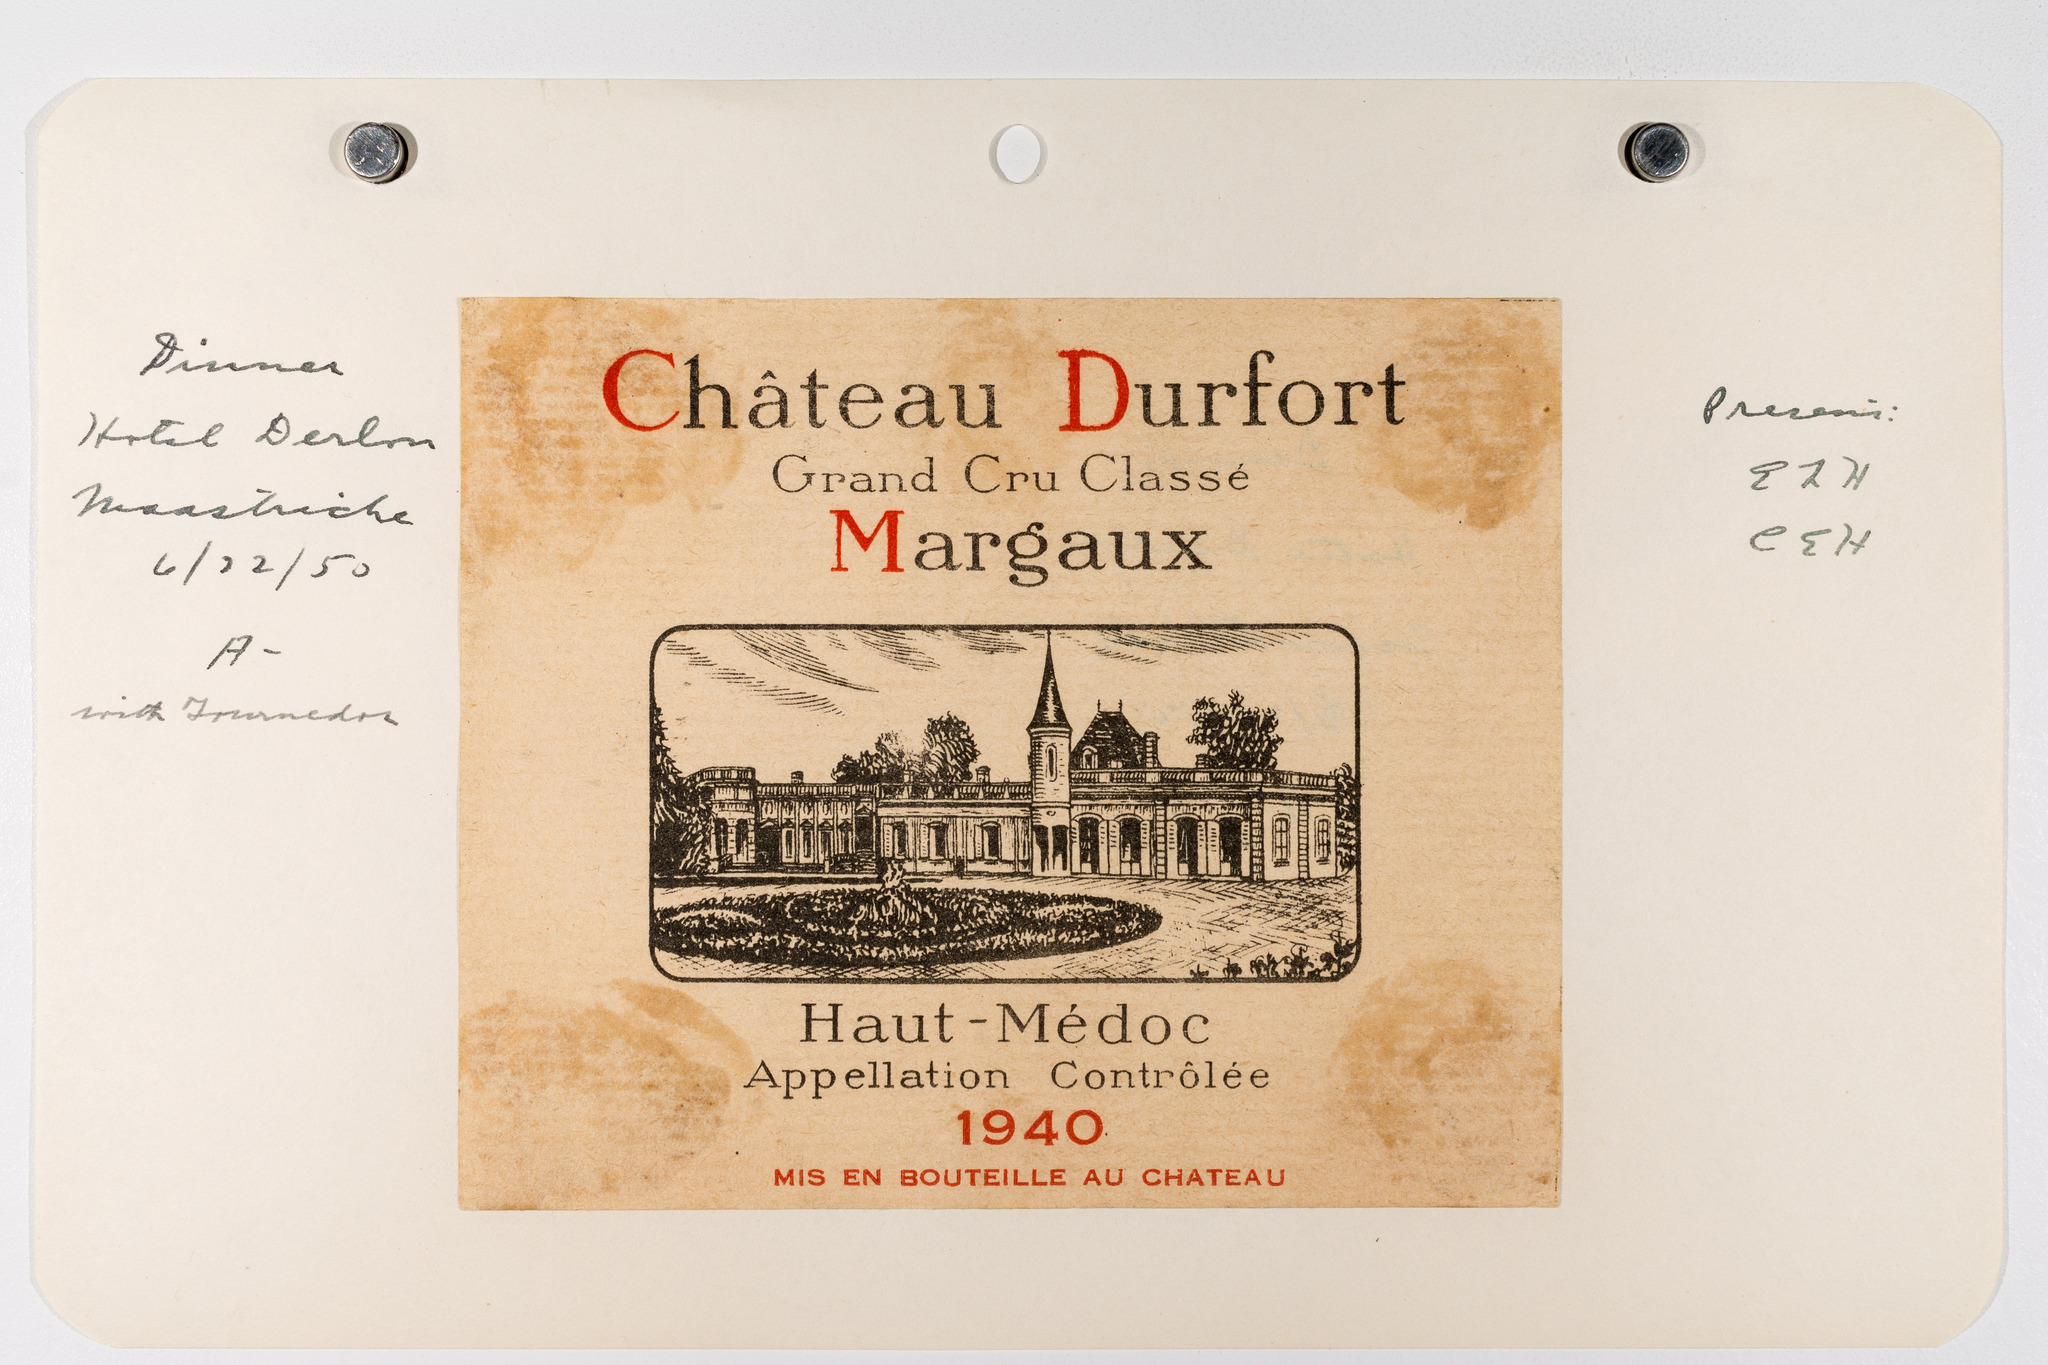 Dinner
Hotel Derlon
Maastricht
6/22/50
A-
with Tournedos
Château Durfort
Grand Cru Classé
Margaux
Haut-Médoc
Appellation Contrôlée
1940
MIS EN BOUTEILLE AU CHATEAU
Present:
CEH